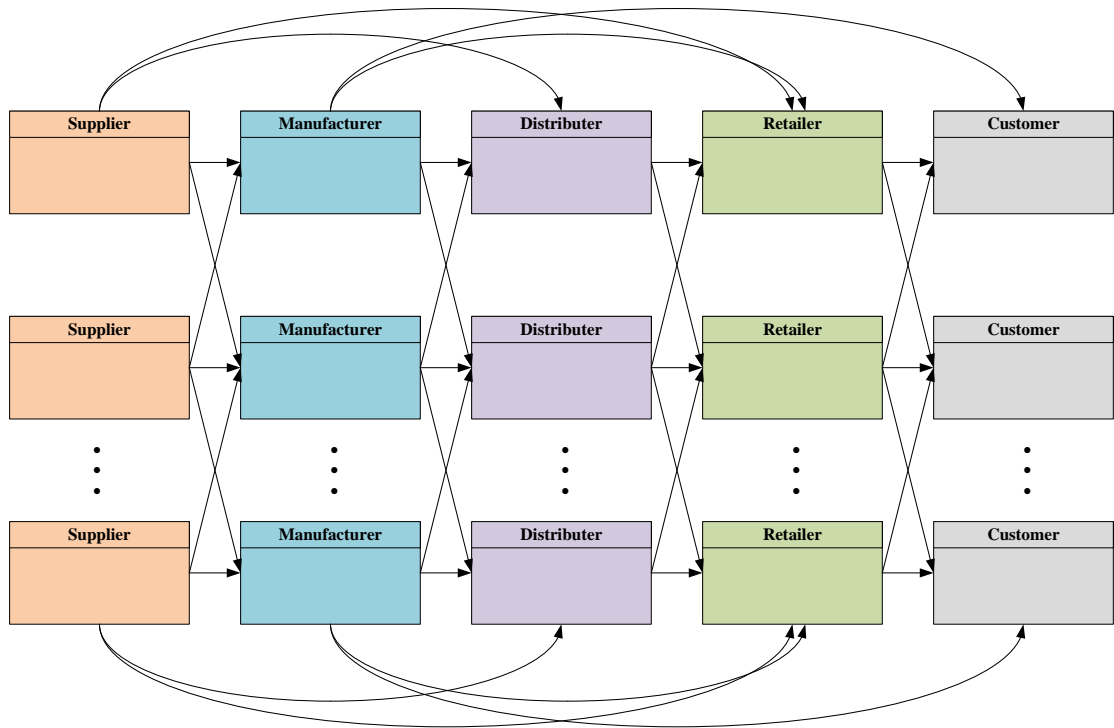 Supplier
Manufacturer
Distributer
Retailer
Customer
Supplier
Manufacturer
Distributer
Retailer
Customer
Supplier
Manufacturer
Distributer
Retailer
Customer